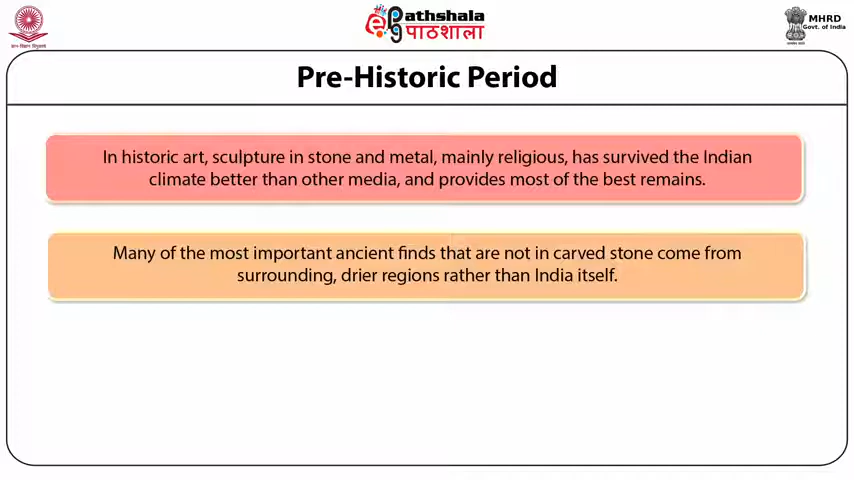 Pathshala
पाठशाला
MHRD
Govt. of India
Pre-Historic Period
In historic art, sculpture in stone and metal, mainly religious, has survived the Indian
climate better than other media, and provides most of the best remains.
Many of the most important ancient finds that are not in carved stone come from
surrounding, drier regions rather than India itself.